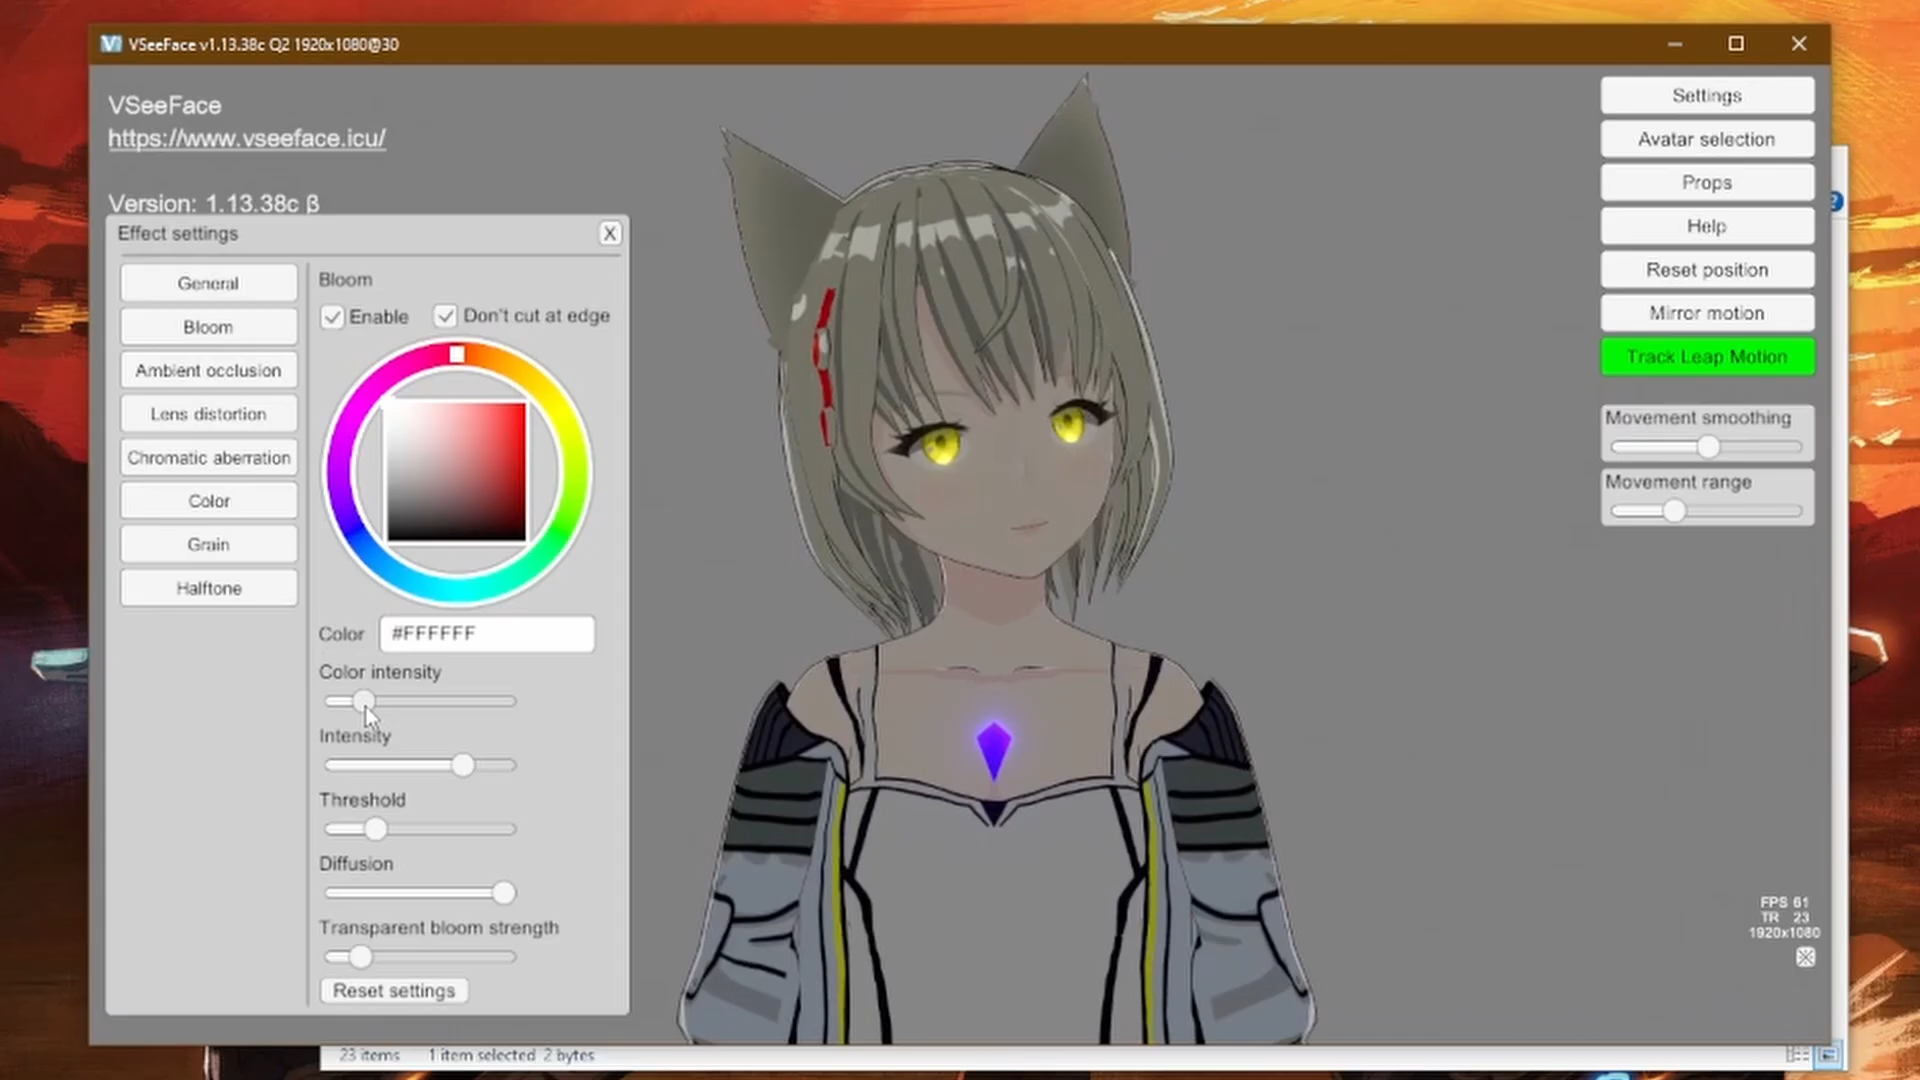 VSeeFace v1.13.38c Q2 1920x1080@30
VSeeFace
https://www.vseeface.icu/
Version: 1.13.38c β
Effect settings
X
General
Bloom
Ambient occlusion
Lens distortion
Chromatic aberration
Color
Grain
Halftone
Bloom
Enable
Don't cut at edge
Color
#FFFFFF
Color intensity
Intensity
Threshold
Diffusion
Transparent bloom strength
Reset settings
Settings
Avatar selection
Props
Help
Reset position
Mirror motion
Track Leap Motion
Movement smoothing
Movement range
FPS 61
TR 23
1920x1080
23 items 1 item selected 2 bytes